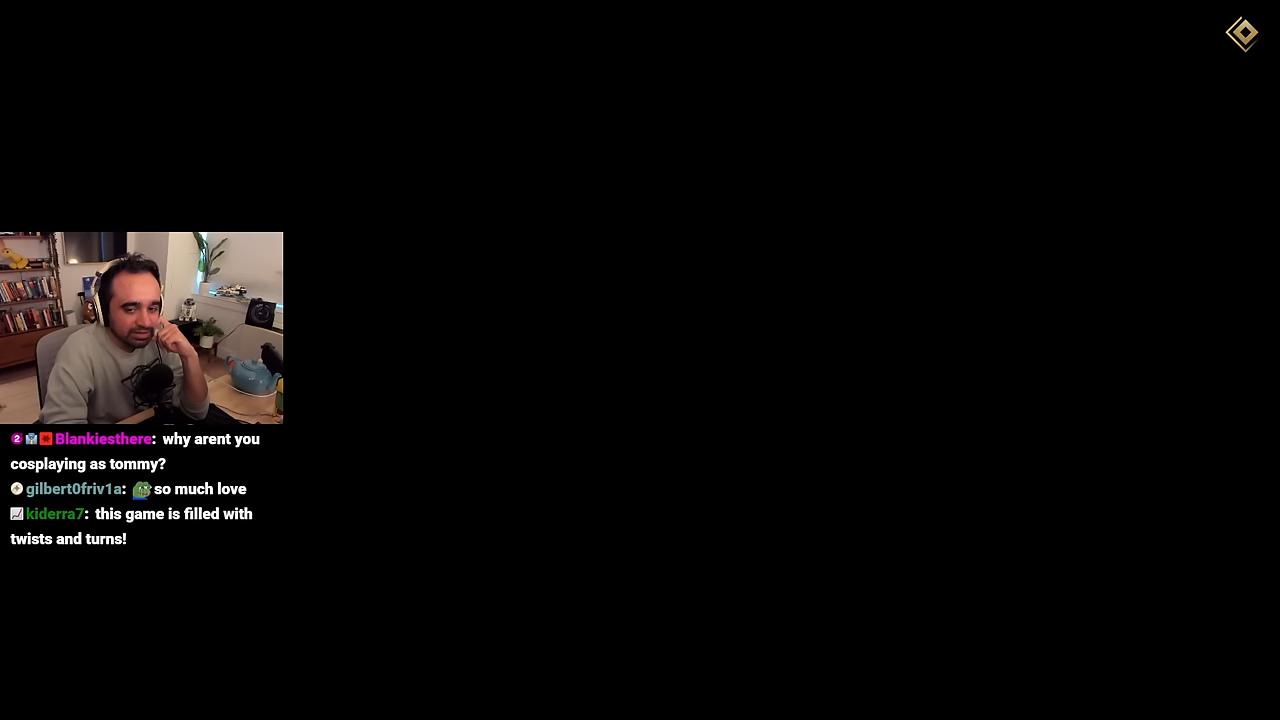 2 Blankiesthere: why arent you
cosplaying as tommy?
gilbert0friv1a: so much love
kiderra7: this game is filled with
twists and turns!